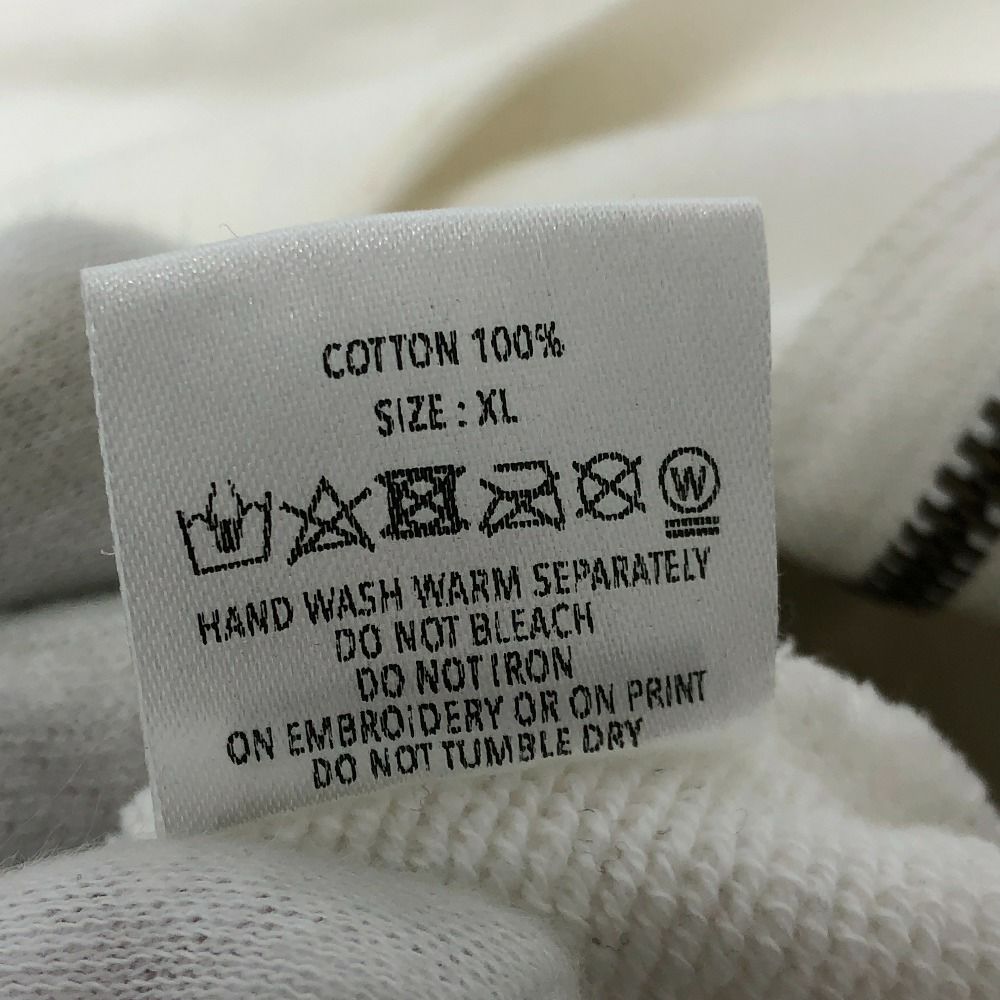 COTTON 100%
SIZE : XL
W
HAND WASH WARM SEPARATELY
DO NOT BLEACH
DO NOT IRON
ON EMBROIDERY OR ON PRINT
DO NOT TUMBLE DRY